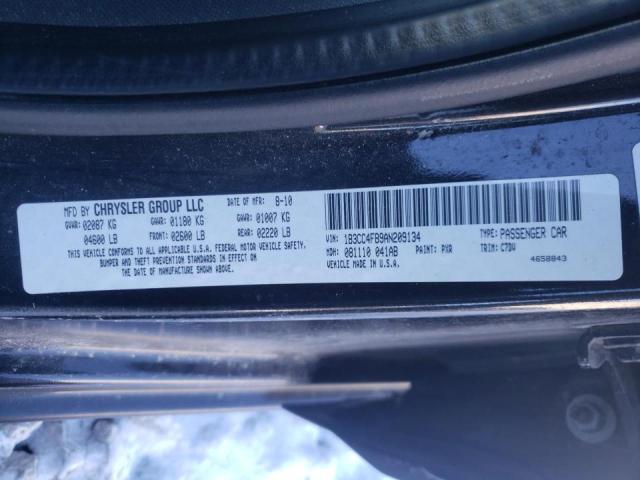 MFD BY CHRYSLER GROUP LLC DATE OF MFR: 8-10
GVWR: 02087 KG GAWR: 01180 KG GAWR: 01007 KG
04600 LB FRONT: 02600 LB REAR: 02220 LB
THIS VEHICLE CONFORMS TO ALL APPLICABLE U.S.A. FEDERAL MOTOR VEHICLE SAFETY,
BUMPER AND THEFT PREVENTION STANDARDS IN EFFECT IN U.S.A. ON
THE DATE OF MANUFACTURE SHOWN ABOVE.
VIN: 1B3CC4FB9AN209134 TYPE: PASSENGER CAR
MDH: 081110 041AB PAINT: PXR TRIM: C7DV
4658843